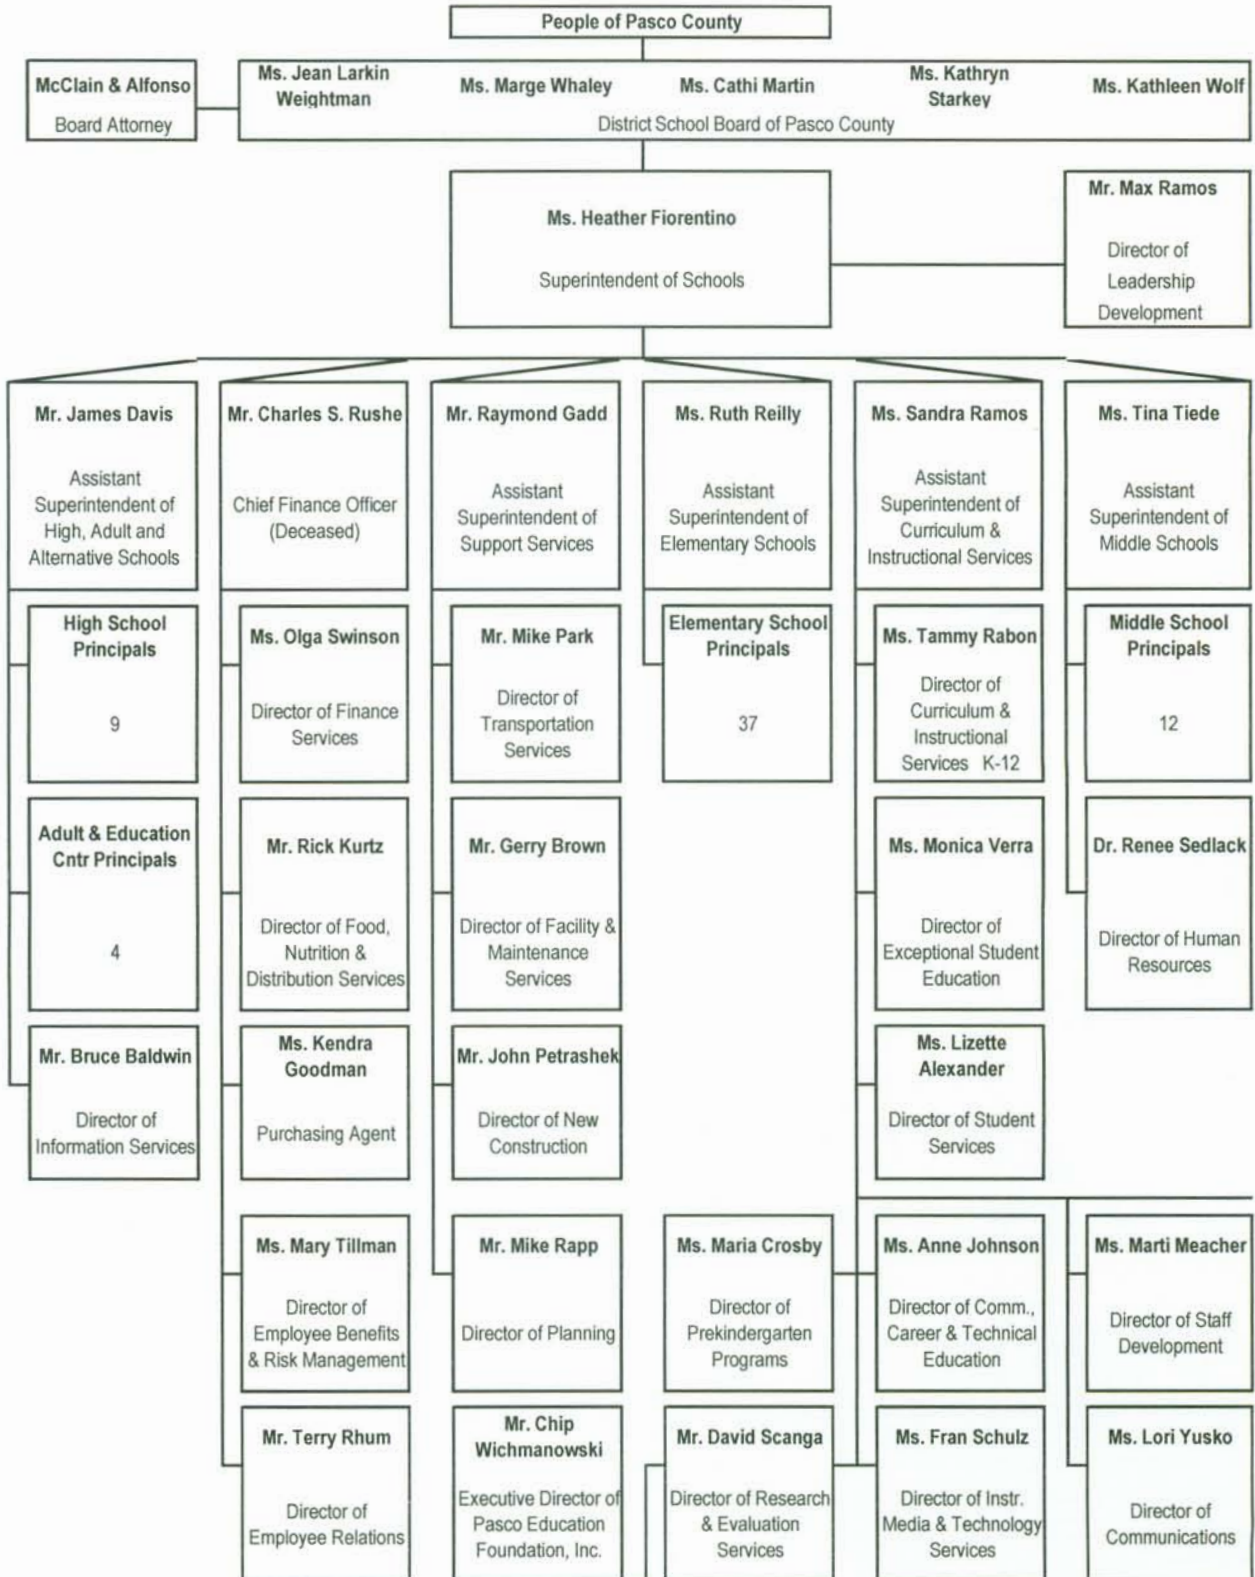 People of Pasco County
McClain & Alfonso
Board Attorney
Ms. Jean Larkin
Weightman
Ms. Marge Whaley
Ms. Cathi Martin
Ms. Kathryn
Starkey
Ms. Kathleen Wolf
District School Board of Pasco County
Ms. Heather Fiorentino
Superintendent of Schools
Mr. Max Ramos
Director of
Leadership
Development
Mr. James Davis
Assistant
Superintendent of
High, Adult and
Alternative Schools
Mr. Charles S. Rushe
Chief Finance Officer
(Deceased)
Mr. Raymond Gadd
Assistant
Superintendent of
Support Services
Ms. Ruth Reilly
Assistant
Superintendent of
Elementary Schools
Ms. Sandra Ramos
Assistant
Superintendent of
Curriculum &
Instructional Services
Ms. Tina Tiede
Assistant
Superintendent of
Middle Schools
High School
Principals
9
Ms. Olga Swinson
Director of Finance
Services
Mr. Mike Park
Director of
Transportation
Services
Elementary School
Principals
37
Ms. Tammy Rabon
Director of
Curriculum &
Instructional
Services K-12
Middle School
Principals
12
Adult & Education
Cntr Principals
4
Mr. Rick Kurtz
Director of Food,
Nutrition &
Distribution Services
Mr. Gerry Brown
Director of Facility &
Maintenance
Services
Ms. Monica Verra
Director of
Exceptional Student
Education
Dr. Renee Sedlack
Director of Human
Resources
Mr. Bruce Baldwin
Director of
Information Services
Ms. Kendra
Goodman
Purchasing Agent
Mr. John Petrashek
Director of New
Construction
Ms. Lizette
Alexander
Director of Student
Services
Ms. Mary Tillman
Director of
Employee Benefits
& Risk Management
Mr. Mike Rapp
Director of Planning
Ms. Maria Crosby
Director of
Prekindergarten
Programs
Ms. Anne Johnson
Director of Comm.,
Career & Technical
Education
Ms. Marti Meacher
Director of Staff
Development
Mr. Terry Rhum
Director of
Employee Relations
Mr. Chip
Wichmanowski
Executive Director of
Pasco Education
Foundation, Inc.
Mr. David Scanga
Director of Research
& Evaluation
Services
Ms. Fran Schulz
Director of Instr.
Media & Technology
Services
Ms. Lori Yusko
Director of
Communications